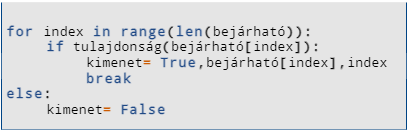 for index in range(len(bejárható)):
if tulajdonság(bejárható[index]):
kimenet= True,bejárható[index],index
break
else:
kimenet= False